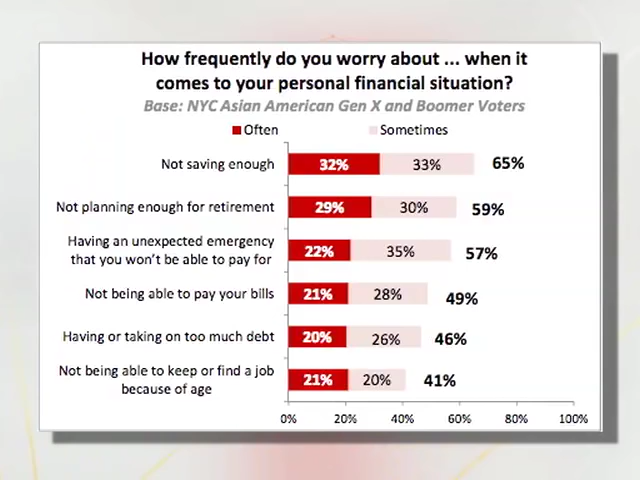 How frequently do you worry about ... when it
comes to your personal financial situation?
Base: NYC Asian American Gen X and Boomer Voters
Often Sometimes
Not saving enough 32% 33% 65%
Not planning enough for retirement 29% 30% 59%
Having an unexpected emergency
that you won't be able to pay for 22% 35% 57%
Not being able to pay your bills 21% 28% 49%
Having or taking on too much debt 20% 26% 46%
Not being able to keep or find a job
because of age 21% 20% 41%
0% 20% 40% 60% 80% 100%